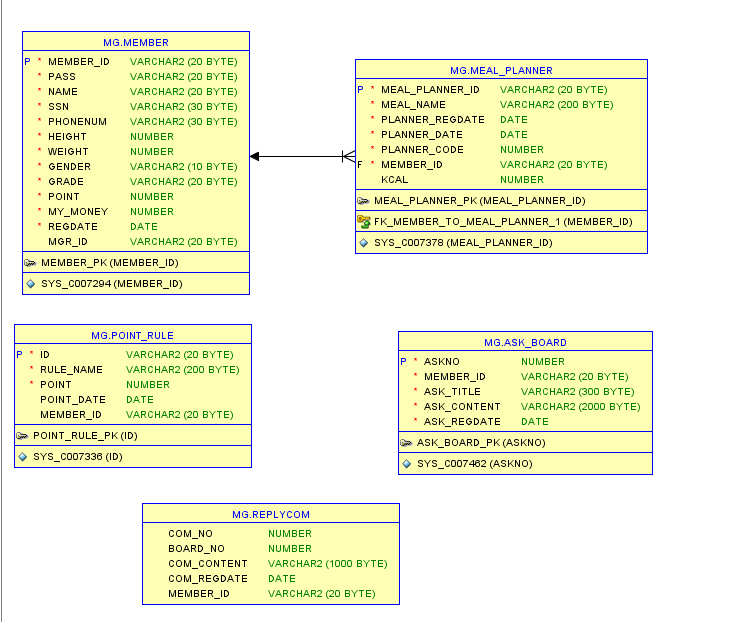 MG.MEMBER
P * MEMBER_ID VARCHAR2 (20 BYTE)
* PASS VARCHAR2 (20 BYTE)
* NAME VARCHAR2 (20 BYTE)
* SSN VARCHAR2 (30 BYTE)
* PHONENUM VARCHAR2 (30 BYTE)
* HEIGHT NUMBER
* WEIGHT NUMBER
* GENDER VARCHAR2 (10 BYTE)
* GRADE VARCHAR2 (20 BYTE)
* POINT NUMBER
* MY_MONEY NUMBER
* REGDATE DATE
MGR_ID VARCHAR2 (20 BYTE)
MEMBER_PK (MEMBER_ID)
SYS_C007294 (MEMBER_ID)
MG.MEAL_PLANNER
P * MEAL_PLANNER_ID VARCHAR2 (20 BYTE)
* MEAL_NAME VARCHAR2 (200 BYTE)
* PLANNER_REGDATE DATE
* PLANNER_DATE DATE
* PLANNER_CODE NUMBER
F * MEMBER_ID VARCHAR2 (20 BYTE)
KCAL NUMBER
MEAL_PLANNER_PK (MEAL_PLANNER_ID)
FK_MEMBER_TO_MEAL_PLANNER_1 (MEMBER_ID)
SYS_C007378 (MEAL_PLANNER_ID)
MG.POINT_RULE
P * ID VARCHAR2 (20 BYTE)
* RULE_NAME VARCHAR2 (200 BYTE)
* POINT NUMBER
POINT_DATE DATE
MEMBER_ID VARCHAR2 (20 BYTE)
POINT_RULE_PK (ID)
SYS_C007336 (ID)
MG.ASK_BOARD
P * ASKNO NUMBER
* MEMBER_ID VARCHAR2 (20 BYTE)
* ASK_TITLE VARCHAR2 (300 BYTE)
* ASK_CONTENT VARCHAR2 (2000 BYTE)
* ASK_REGDATE DATE
ASK_BOARD_PK (ASKNO)
SYS_C007462 (ASKNO)
MG.REPLYCOM
COM_NO NUMBER
BOARD_NO NUMBER
COM_CONTENT VARCHAR2 (1000 BYTE)
COM_REGDATE DATE
MEMBER_ID VARCHAR2 (20 BYTE)